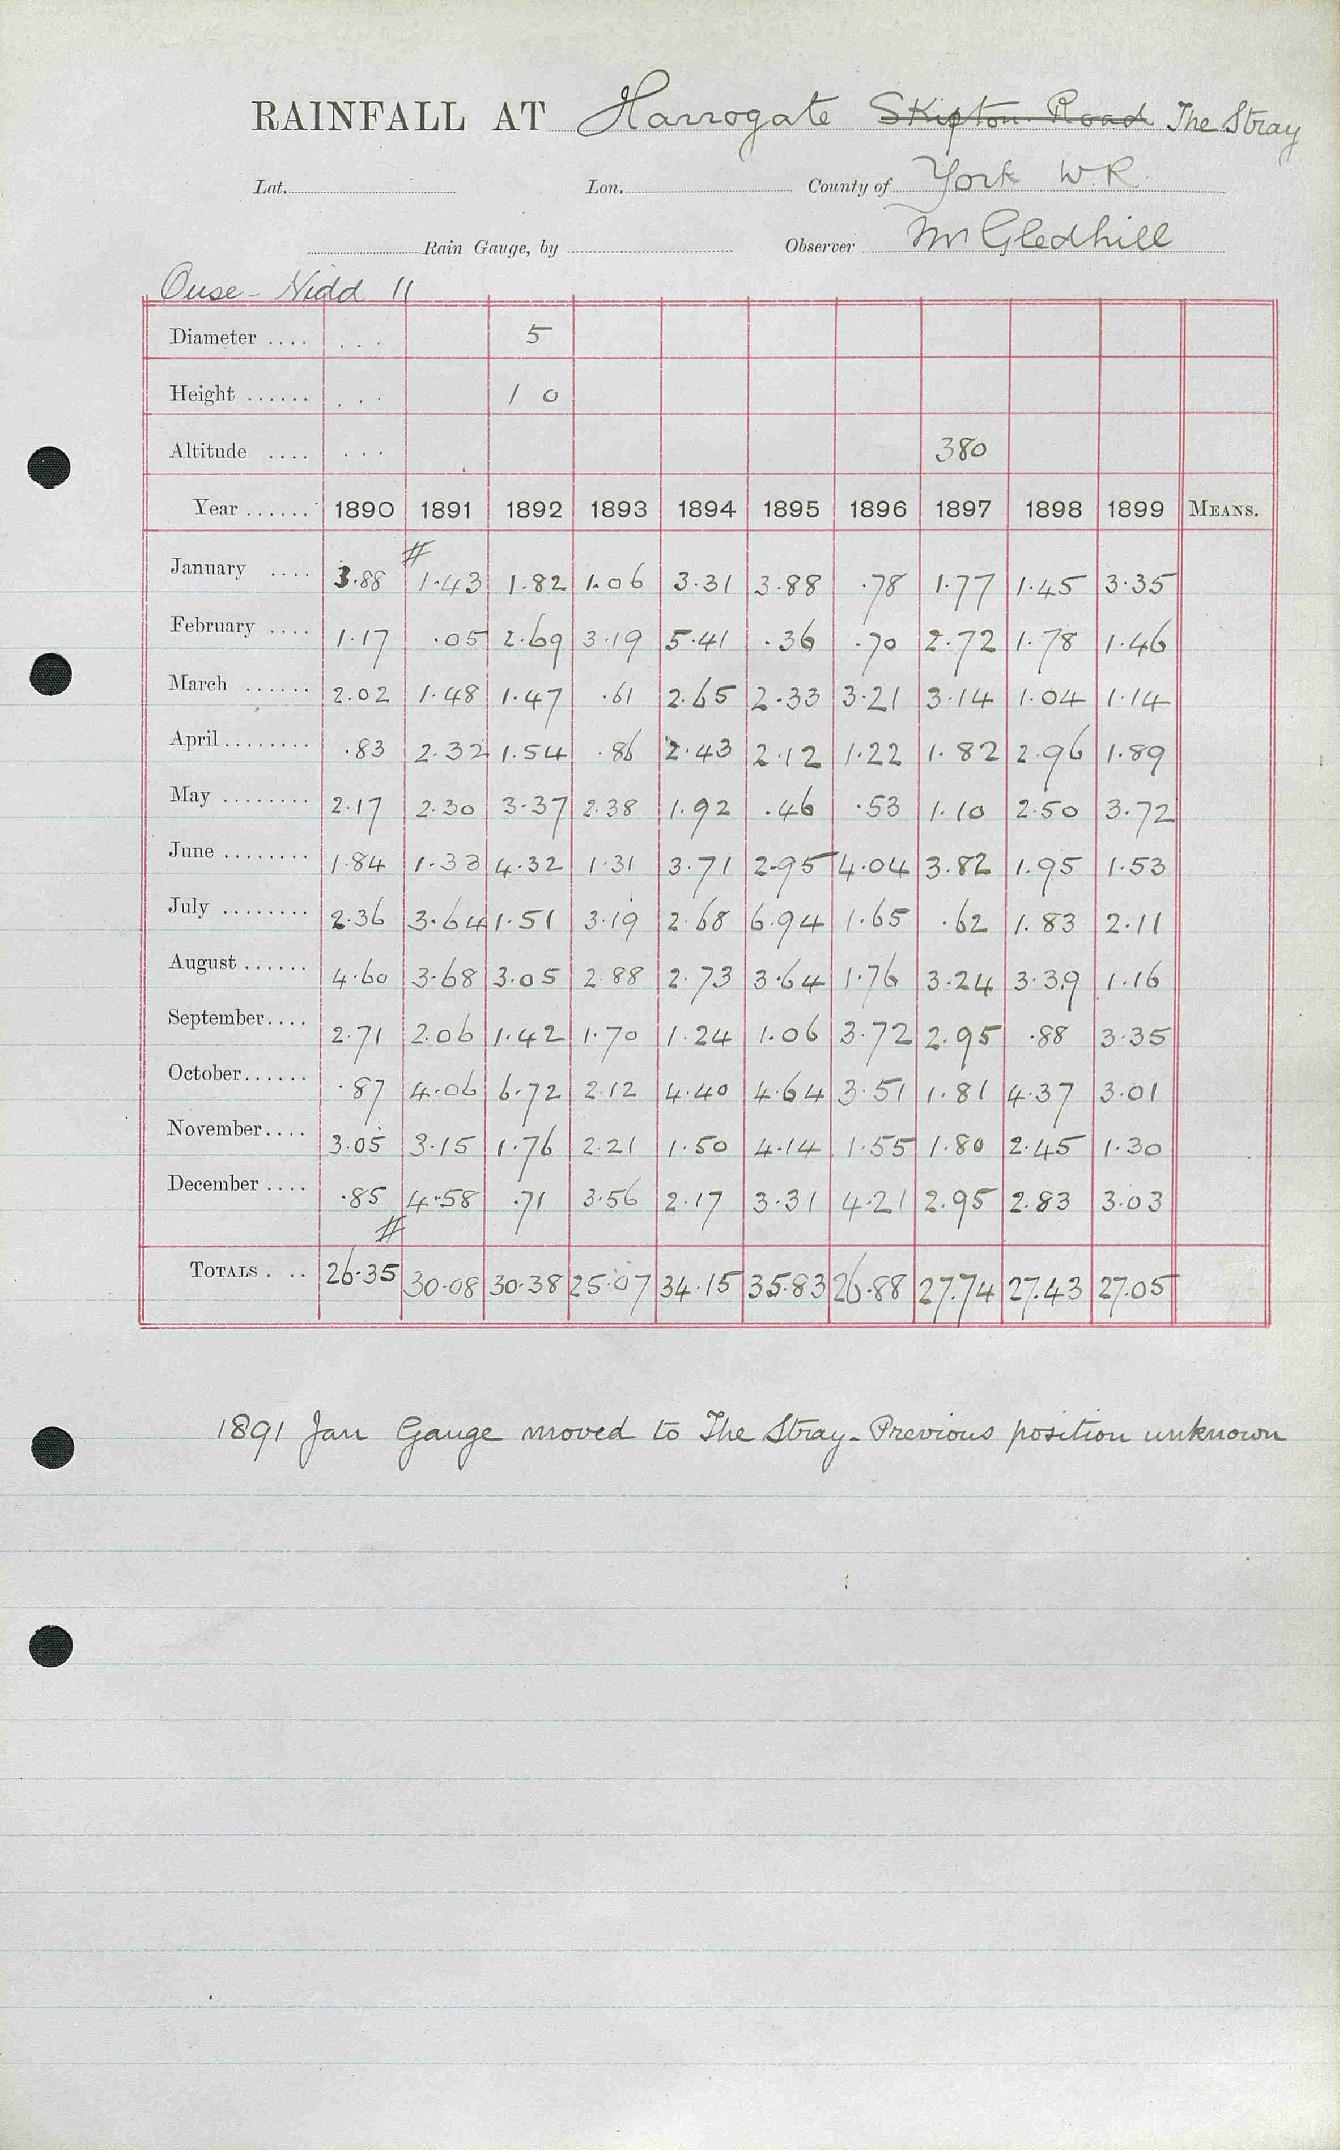 RAINFALL AT Harrogate Skipton Road The Stray
Lat. Lon. County of York W.R.
Rain Gauge, by Observer Mr Gledhill
Ouse - Nidd 11
Diameter .... ... 5
Height ...... ... 1 0
Altitude .... ... 380
Year ...... 1890 1891 1892 1893 1894 1895 1896 1897 1898 1899 MEANS.
#
January .... 3.88 1.43 1.82 1.06 3.31 3.88 .78 1.77 1.45 3.35
February .... 1.17 .05 2.69 3.19 5.41 .36 .70 2.72 1.78 1.46
March ...... 2.02 1.48 1.47 .61 2.65 2.33 3.21 3.14 1.04 1.14
April ........ .83 2.32 1.54 .86 2.43 2.12 1.22 1.82 2.96 1.89
May ........ 2.17 2.30 3.37 2.38 1.92 .46 .53 1.10 2.50 3.72
June ........ 1.84 1.33 4.32 1.31 3.71 2.95 4.04 3.82 1.95 1.53
July ........ 2.36 3.64 1.51 3.19 2.68 6.94 1.65 .62 1.83 2.11
August ...... 4.60 3.68 3.05 2.88 2.73 3.64 1.76 3.24 3.39 1.16
September.... 2.71 2.06 1.42 1.70 1.24 1.06 3.72 2.95 .88 3.35
October...... .87 4.06 6.72 2.12 4.40 4.64 3.51 1.81 4.37 3.01
November.... 3.05 3.15 1.76 2.21 1.50 4.14 1.55 1.80 2.45 1.30
December .... .85 4.58 .71 3.56 2.17 3.31 4.21 2.95 2.83 3.03
#
TOTALS . .. 26.35 30.08 30.38 25.07 34.15 35.83 26.88 27.74 27.43 27.05
1891 Jan Gauge moved to The Stray - Previous position unknown